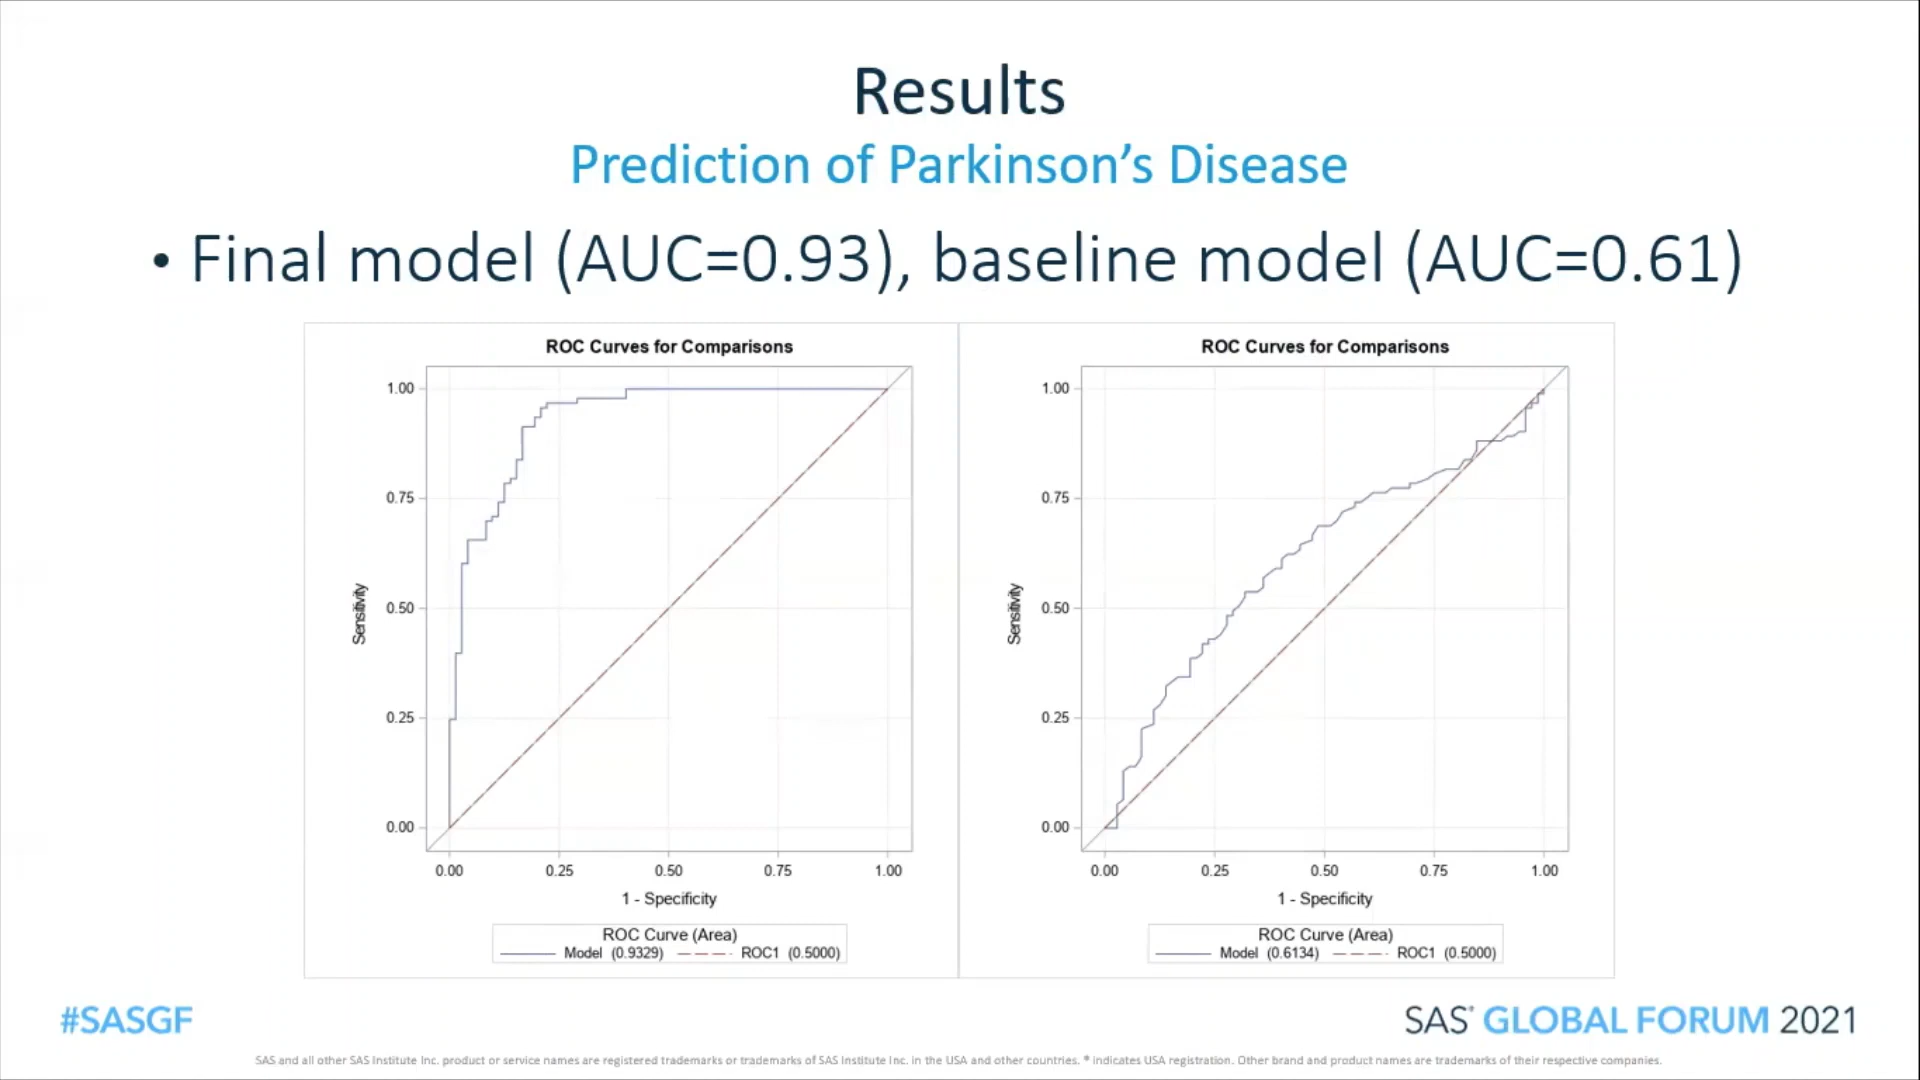 Results
Prediction of Parkinson’s Disease
• Final model (AUC=0.93), baseline model (AUC=0.61)
ROC Curves for Comparisons
1.00
0.75
0.50
0.25
0.00
Sensitivity
0.00 0.25 0.50 0.75 1.00
1 - Specificity
ROC Curve (Area)
Model (0.9329) ROC1 (0.5000)
ROC Curves for Comparisons
1.00
0.75
0.50
0.25
0.00
Sensitivity
0.00 0.25 0.50 0.75 1.00
1 - Specificity
ROC Curve (Area)
Model (0.6134) ROC1 (0.5000)
#SASGF
SAS® GLOBAL FORUM 2021
SAS and all other SAS Institute Inc. product or service names are registered trademarks or trademarks of SAS Institute Inc. in the USA and other countries. ® indicates USA registration. Other brand and product names are trademarks of their respective companies.